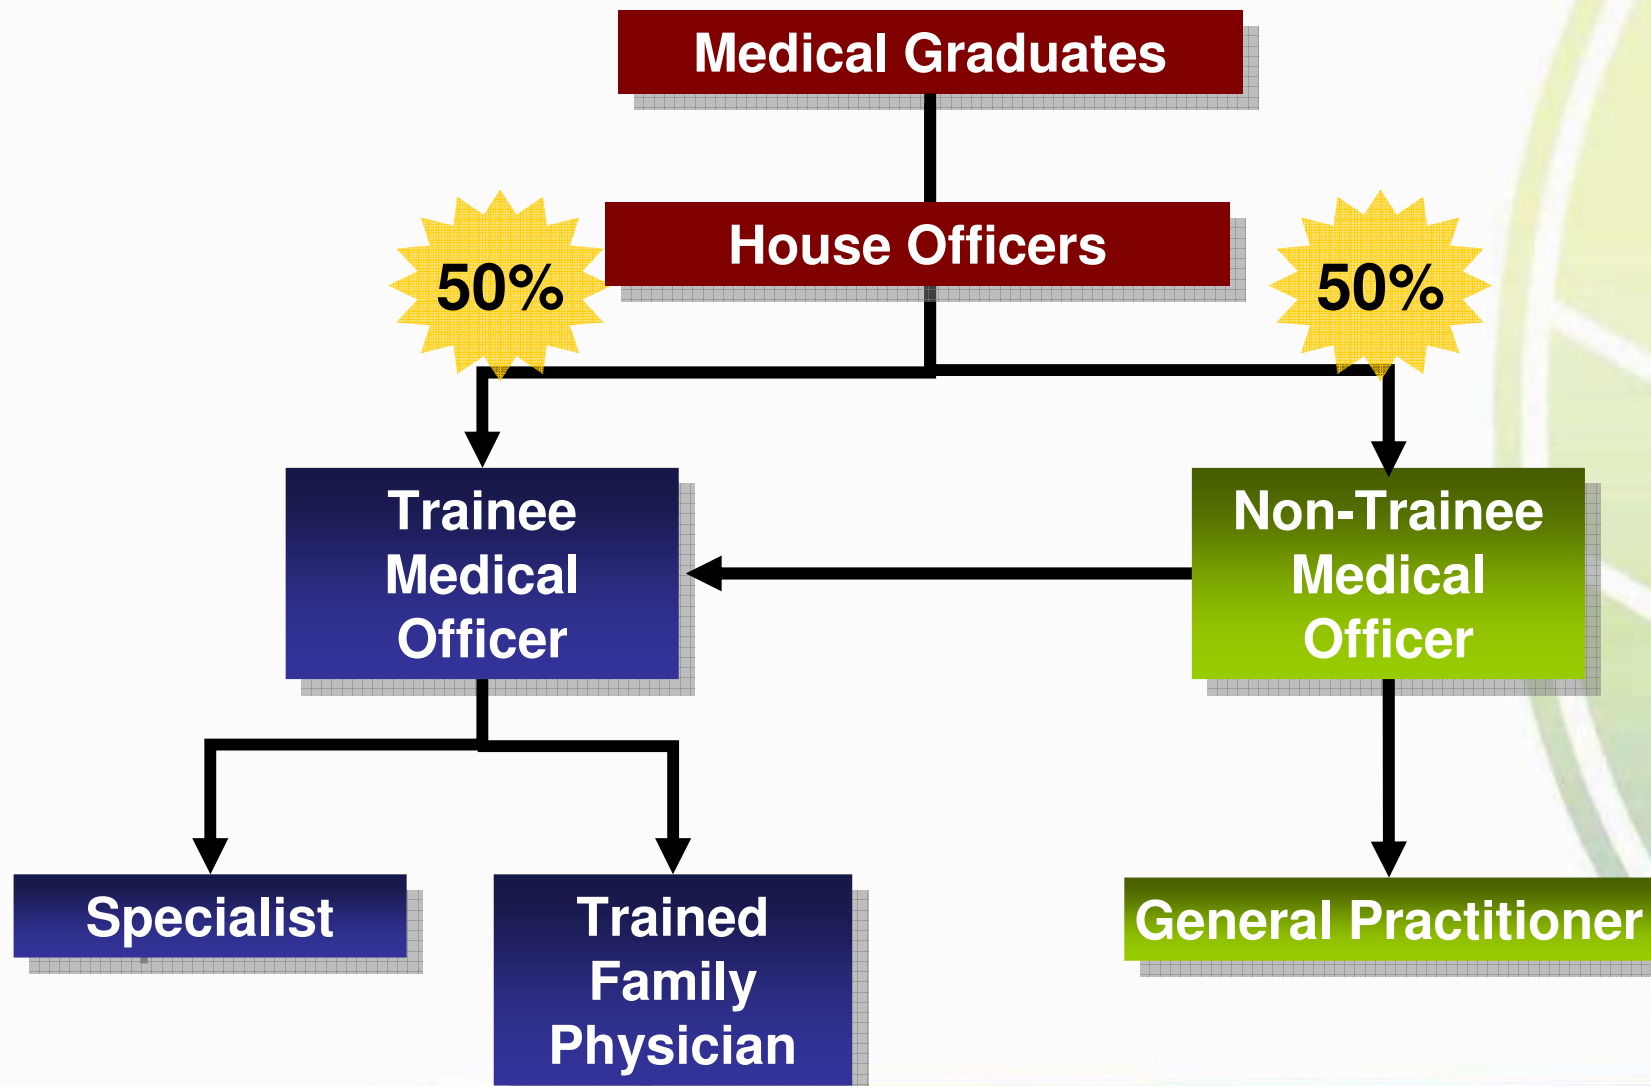 Medical Graduates
House Officers
50%
50%
Trainee
Medical
Officer
Non-Trainee
Medical
Officer
Specialist
Trained
Family
Physician
General Practitioner